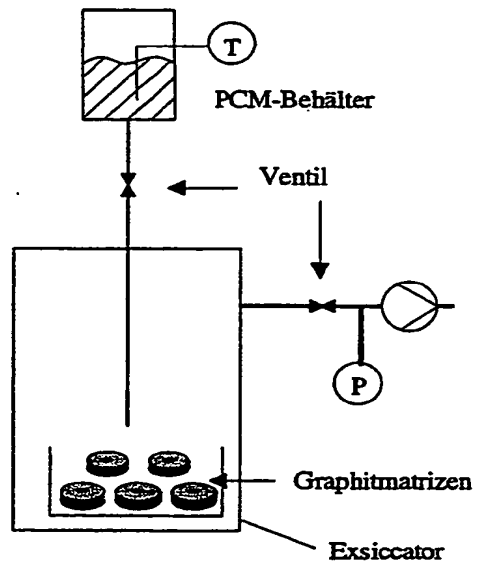 T
PCM-Behälter
Ventil
P
Graphitmatrizen
Exsiccator